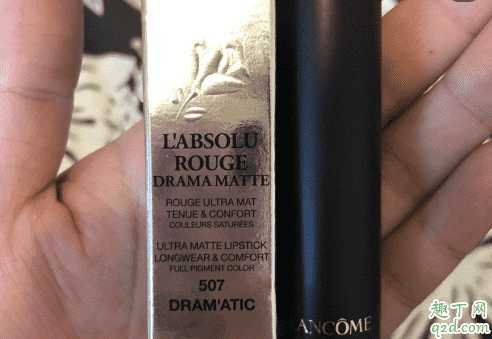 L'ABSOLU
ROUGE
DRAMA MATTE
ROUGE ULTRA MAT
TENUE & CONFORT
COULEURS SATURÉES
ULTRA MATTE LIPSTICK
LONGWEAR & COMFORT
FULL PIGMENT COLOR
507
DRAM'ATIC
LANCÔME
趣丁网
qzd.com